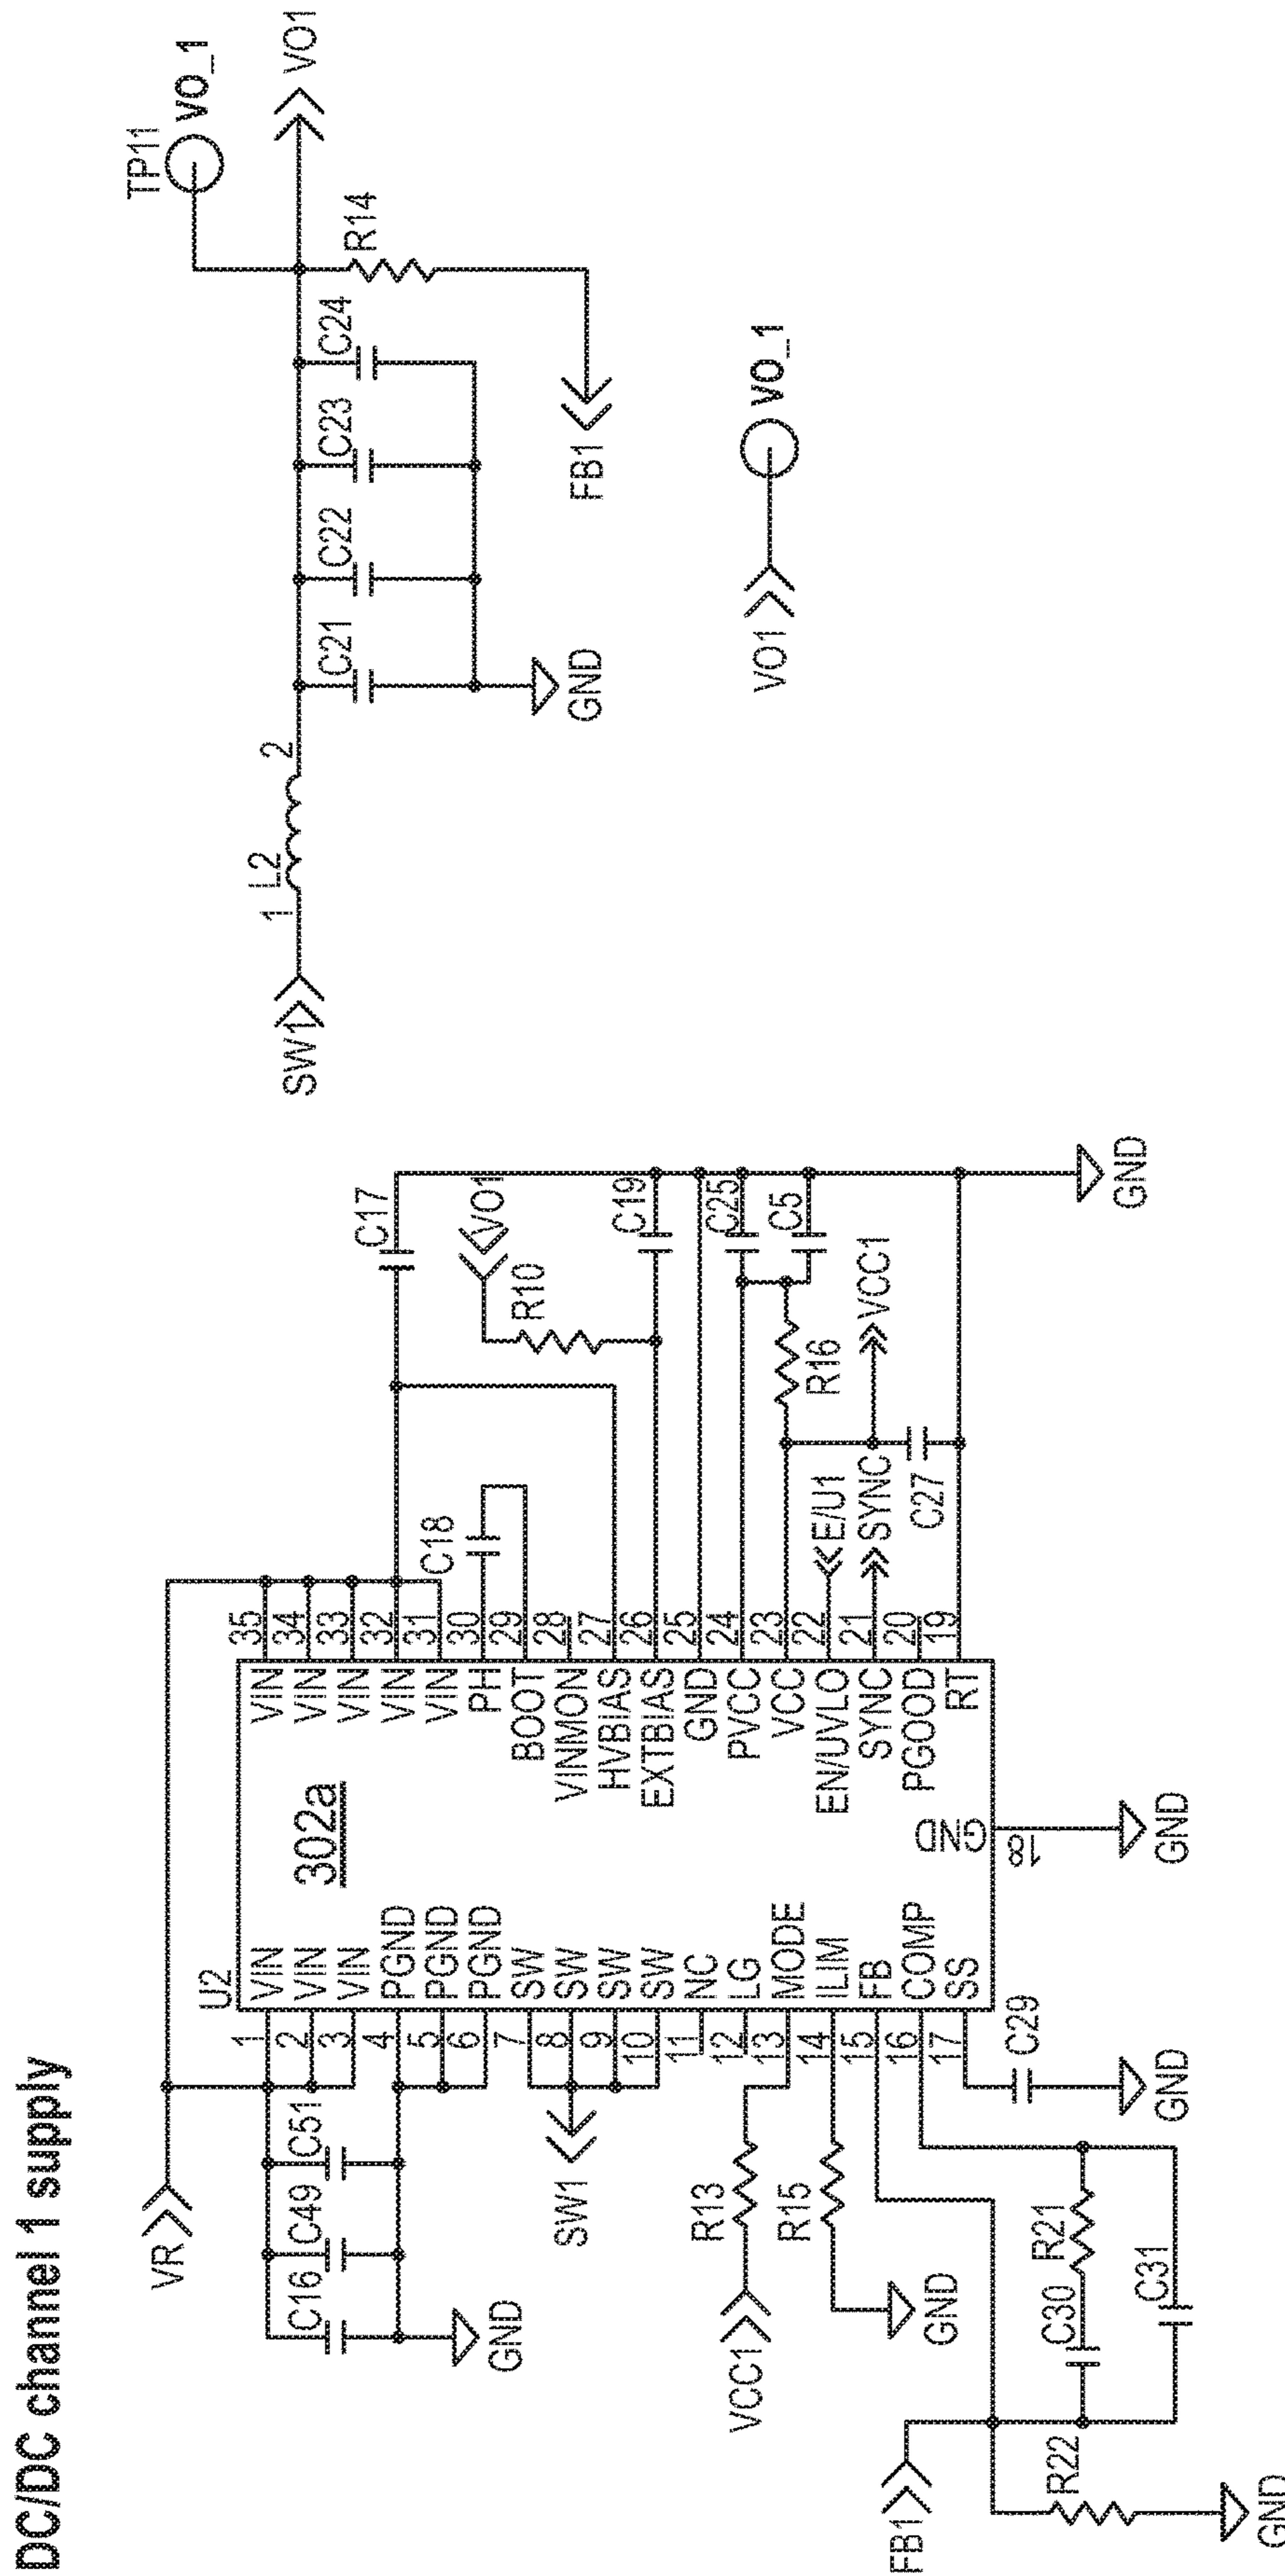 DC/DC channel 1 supply
VR
C16
C49
C51
GND
U2
302a
1 VIN
2 VIN
3 VIN
4 PGND
5 PGND
6 PGND
7 SW
8 SW
9 SW
10 SW
11 NC
12 LG
13 MODE
14 ILIM
15 FB
16 COMP
17 SS
SW1
VCC1
R13
R15
GND
C29
GND
FB1
R22
GND
C30
R21
C31
GND
18
GND
VIN 35
VIN 34
VIN 33
VIN 32
VIN 31
PH 30
BOOT 29
VINMON 28
HVBIAS 27
EXTBIAS 26
GND 25
PVCC 24
VCC 23
EN/UVLO 22
SYNC 21
PGOOD 20
RT 19
C18
C17
VO1
R10
C19
C25
C5
R16
E/U1
SYNC
VCC1
C27
GND
SW1
1
L2
2
C21
C22
C23
C24
GND
TP11
VO_1
VO1
R14
FB1
VO1
VO_1